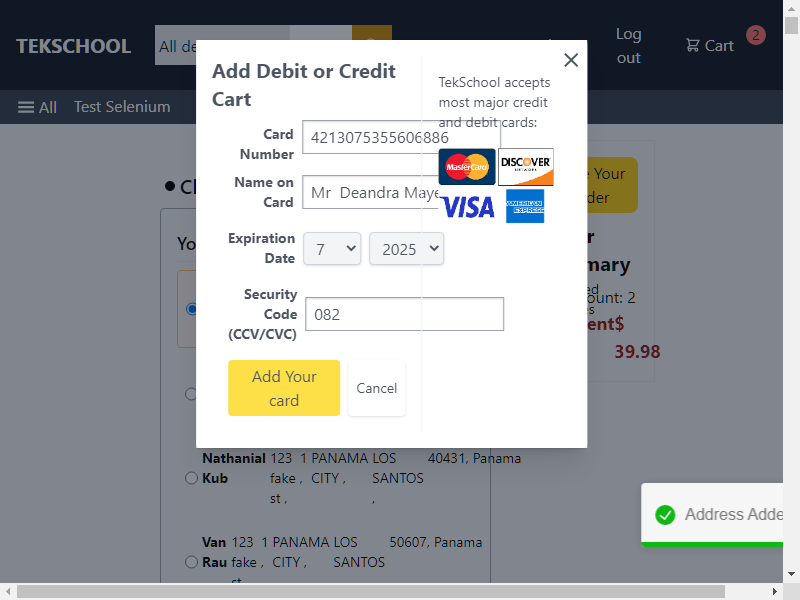 TEKSCHOOL
All de
Log
out
Cart
2
All
Test Selenium
Add Debit or Credit
Cart
TekSchool accepts
most major credit
and debit cards:
Card
Number
4213075355606886
MasterCard
DISCOVER
NETWORK
Name on
Card
Mr Deandra Maye
VISA
AMERICAN
EXPRESS
Expiration
Date
7
2025
Security
Code
(CCV/CVC)
082
Add Your
card
Cancel
Yo
e Your
der
r
mary
ed
ount: 2
es
ent$
39.98
Nathanial
Kub
123
fake ,
st ,
1 PANAMA
CITY ,
LOS
SANTOS
,
40431, Panama
Van
Rau
123
fake ,
st
1 PANAMA
CITY ,
LOS
SANTOS
50607, Panama
Address Adde